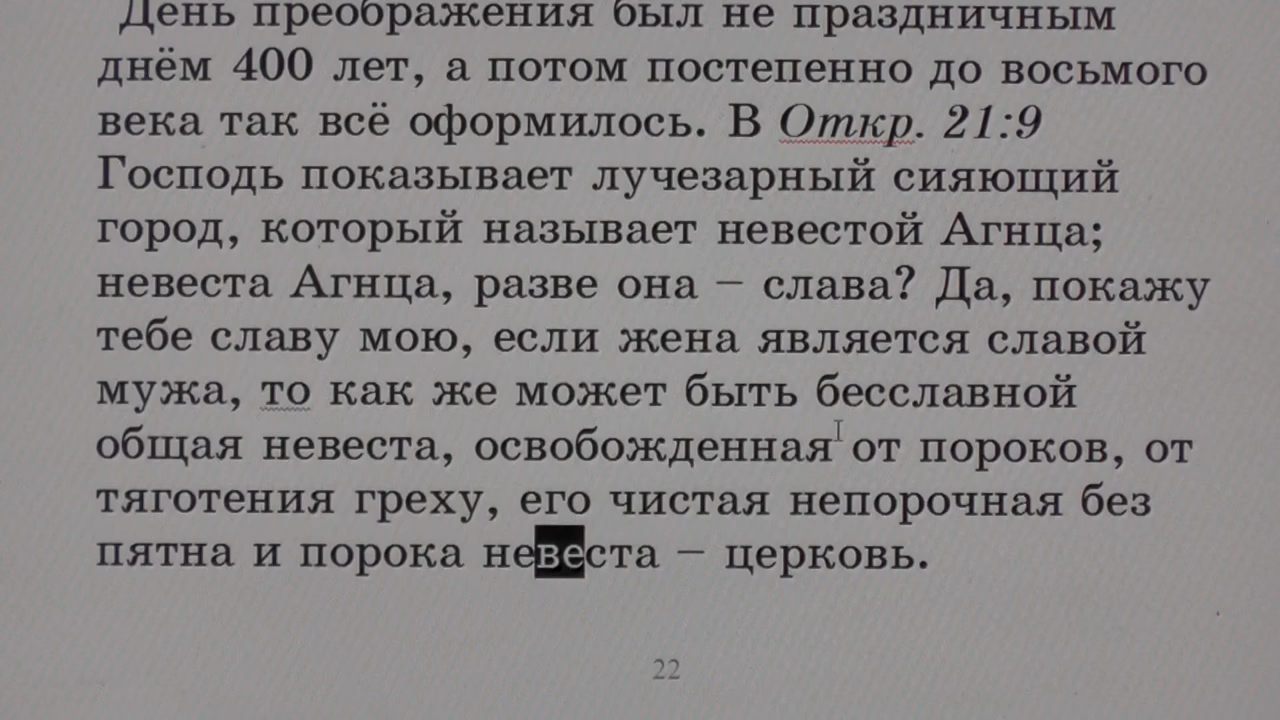 День преображения был не праздничным
днём 400 лет, а потом постепенно до восьмого
века так всё оформилось. В Откр. 21:9
Господь показывает лучезарный сияющий
город, который называет невестой Агнца;
невеста Агнца, разве она – слава? Да, покажу
тебе славу мою, если жена является славой
мужа, то как же может быть бесславной
общая невеста, освобожденная от пороков, от
тяготения греху, его чистая непорочная без
пятна и порока невеста – церковь.
22